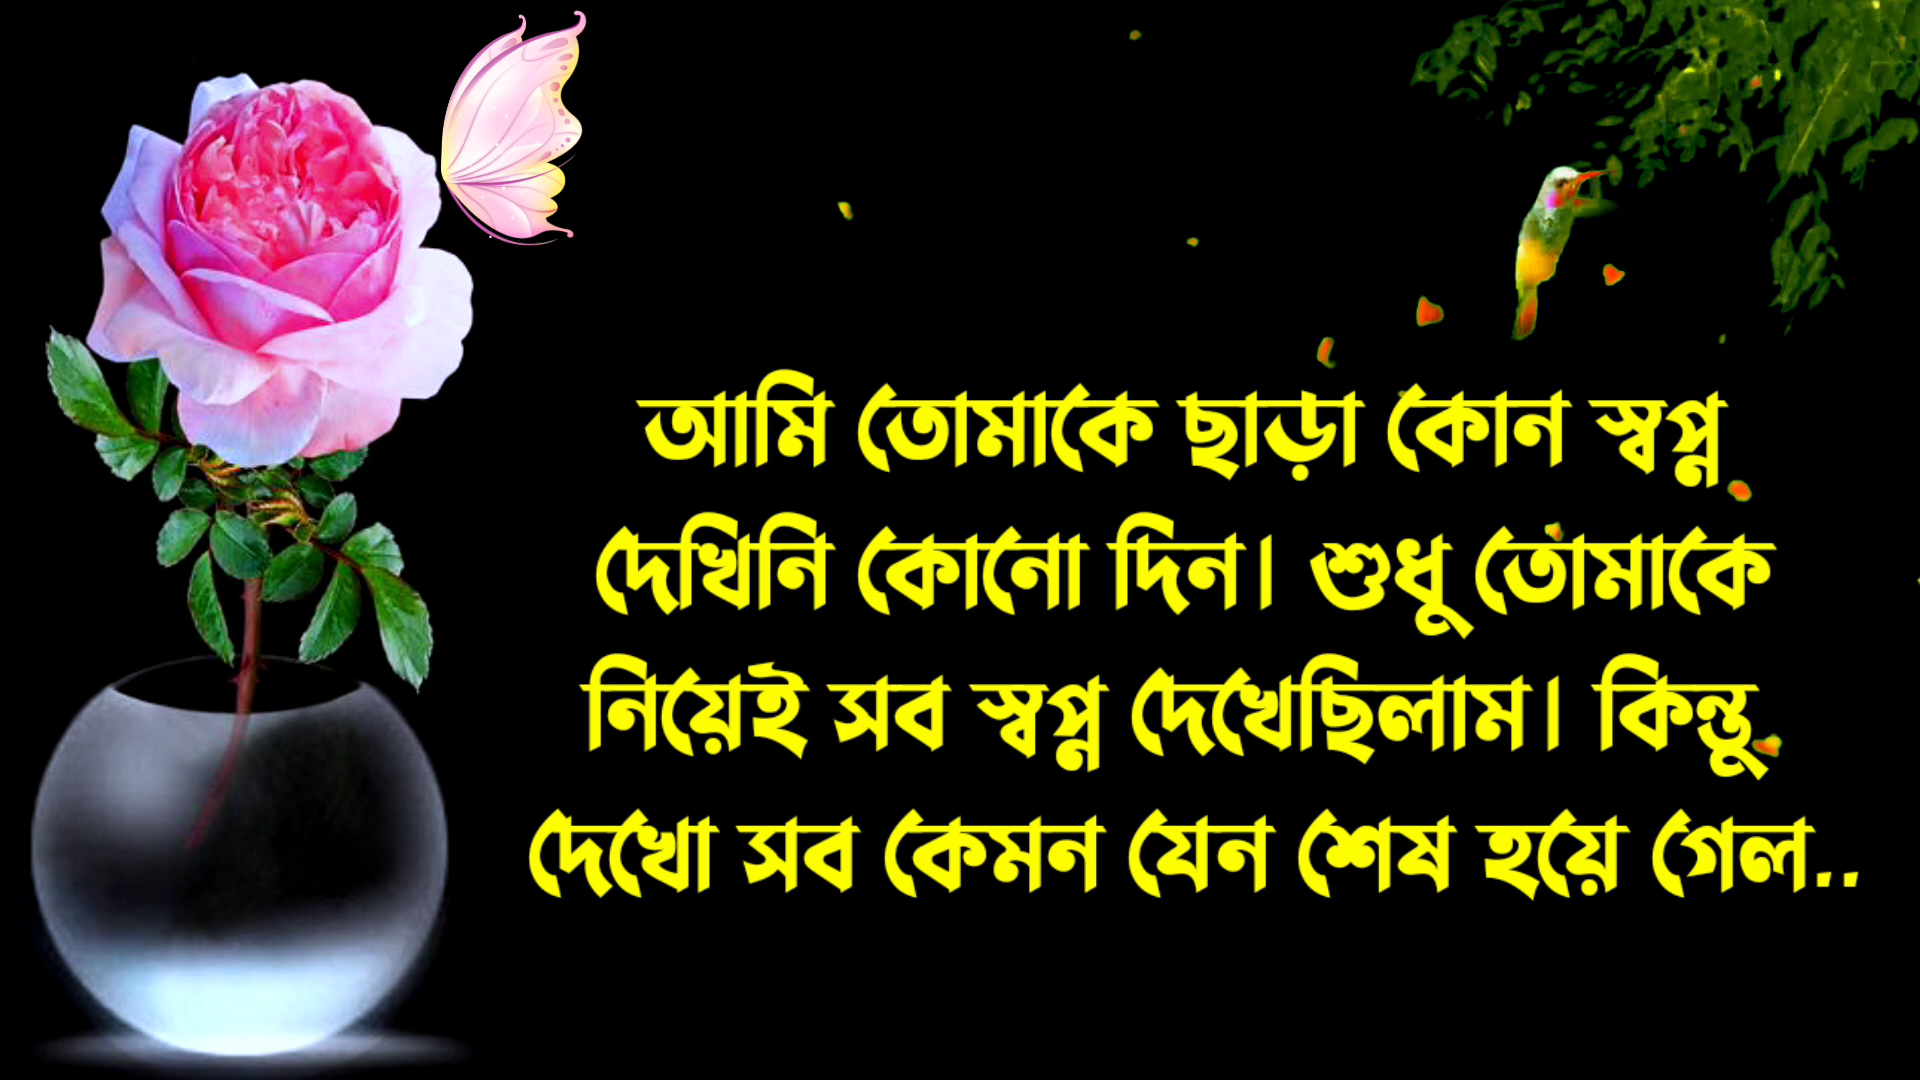 আমি তোমাকে ছাড়া কোন স্বপ্ন
দেখিনি কোনো দিন। শুধু তোমাকে
নিয়েই সব স্বপ্ন দেখেছিলাম। কিন্তু
দেখো সব কেমন যেন শেষ হয়ে গেল..